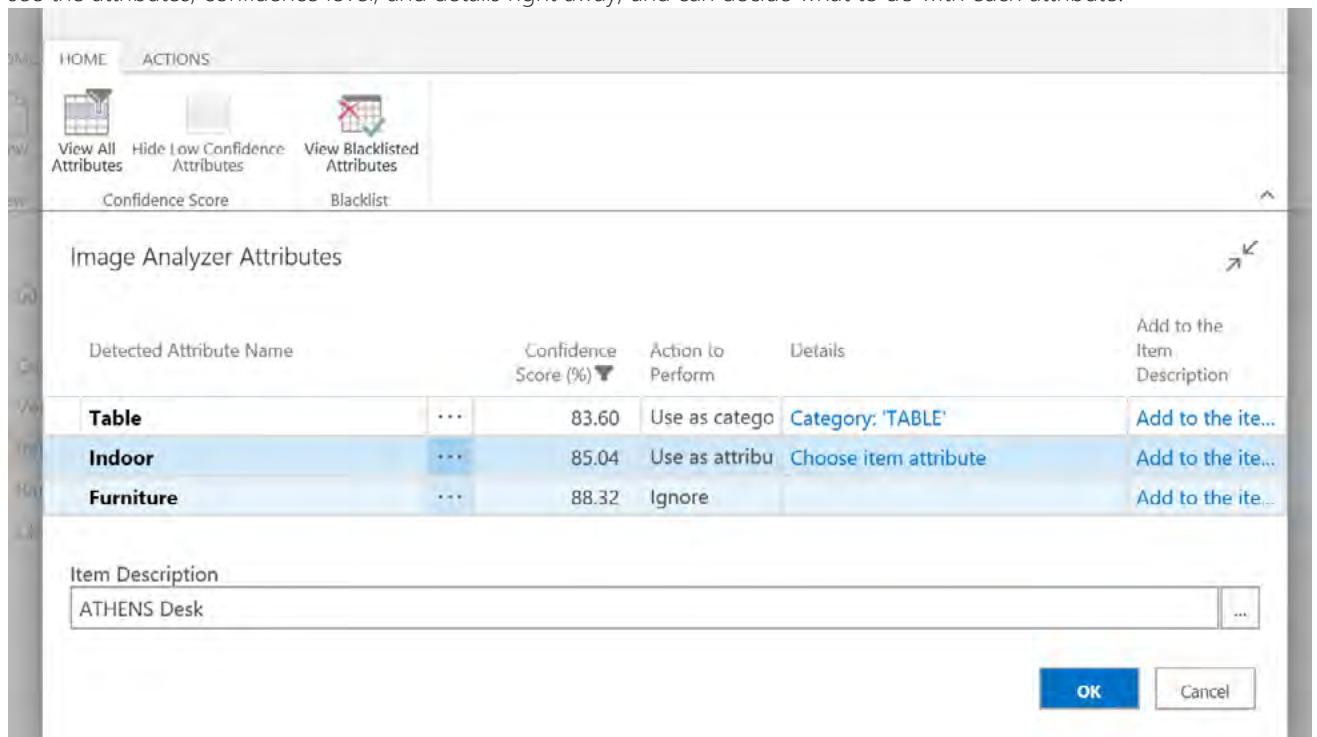 HOME ACTIONS
View All Attributes Hide Low Confidence Attributes View Blacklisted Attributes
Confidence Score Blacklist
Image Analyzer Attributes
Detected Attribute Name Confidence Score (%) Action to Perform Details Add to the Item Description
Table ... 83.60 Use as catego Category: 'TABLE' Add to the ite...
Indoor ... 85.04 Use as attribu Choose item attribute Add to the ite...
Furniture ... 88.32 Ignore Add to the ite...
Item Description
ATHENS Desk ...
OK Cancel